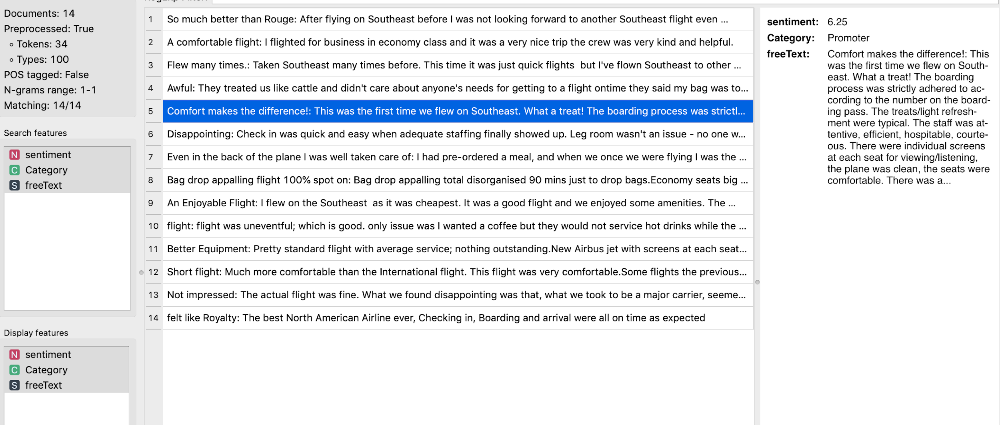 RegExp Filter:
Documents: 14
Preprocessed: True
◦ Tokens: 34
◦ Types: 100
POS tagged: False
N-grams range: 1-1
Matching: 14/14
Search features
N sentiment
C Category
S freeText
Display features
N sentiment
C Category
S freeText
1 So much better than Rouge: After flying on Southeast before I was not looking forward to another Southeast flight even ...
2 A comfortable flight: I flighted for business in economy class and it was a very nice trip the crew was very kind and helpful.
3 Flew many times.: Taken Southeast many times before. This time it was just quick flights  but I've flown Southeast to other ...
4 Awful: They treated us like cattle and didn't care about anyone's needs for getting to a flight ontime they said my bag was to...
5 Comfort makes the difference!: This was the first time we flew on Southeast. What a treat! The boarding process was strictl...
6 Disappointing: Check in was quick and easy when adequate staffing finally showed up. Leg room wasn't an issue - no one w...
7 Even in the back of the plane I was well taken care of: I had pre-ordered a meal, and when we once we were flying I was the ...
8 Bag drop appalling flight 100% spot on: Bag drop appalling total disorganised 90 mins just to drop bags.Economy seats big ...
9 An Enjoyable Flight: I flew on the Southeast  as it was cheapest. It was a good flight and we enjoyed some amenities. The ...
10 flight: flight was uneventful; which is good. only issue was I wanted a coffee but they would not service hot drinks while the ...
11 Better Equipment: Pretty standard flight with average service; nothing outstanding.New Airbus jet with screens at each seat...
12 Short flight: Much more comfortable than the International flight. This flight was very comfortable.Some flights the previous...
13 Not impressed: The actual flight was fine. What we found disappointing was that, what we took to be a major carrier, seeme...
14 felt like Royalty: The best North American Airline ever, Checking in, Boarding and arrival were all on time as expected
sentiment: 6.25
Category: Promoter
freeText: Comfort makes the difference!: This
was the first time we flew on South-
east. What a treat! The boarding
process was strictly adhered to ac-
cording to the number on the board-
ing pass. The treats/light refresh-
ment were typical. The staff was at-
tentive, efficient, hospitable, courte-
ous. There were individual screens
at each seat for viewing/listening,
the plane was clean, the seats were
comfortable. There was a...